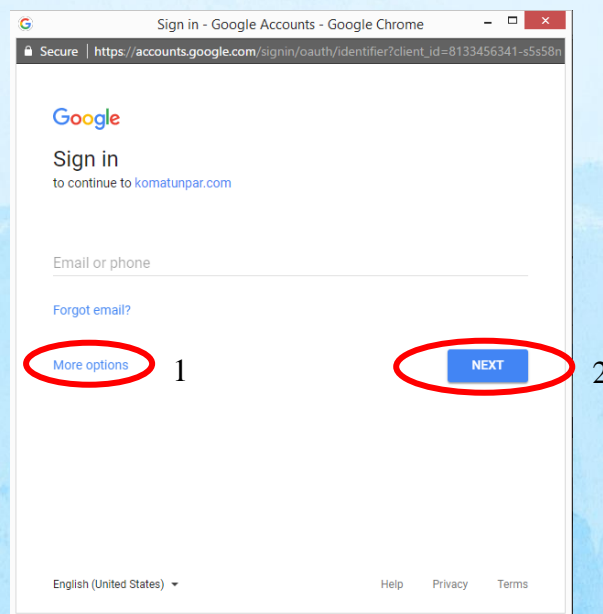 Sign in - Google Accounts - Google Chrome
Secure | https://accounts.google.com/signin/oauth/identifier?client_id=8133456341-s5s58n
Google
Sign in
to continue to komatunpar.com
Email or phone
Forgot email?
More options 1 NEXT 2
English (United States) Help Privacy Terms